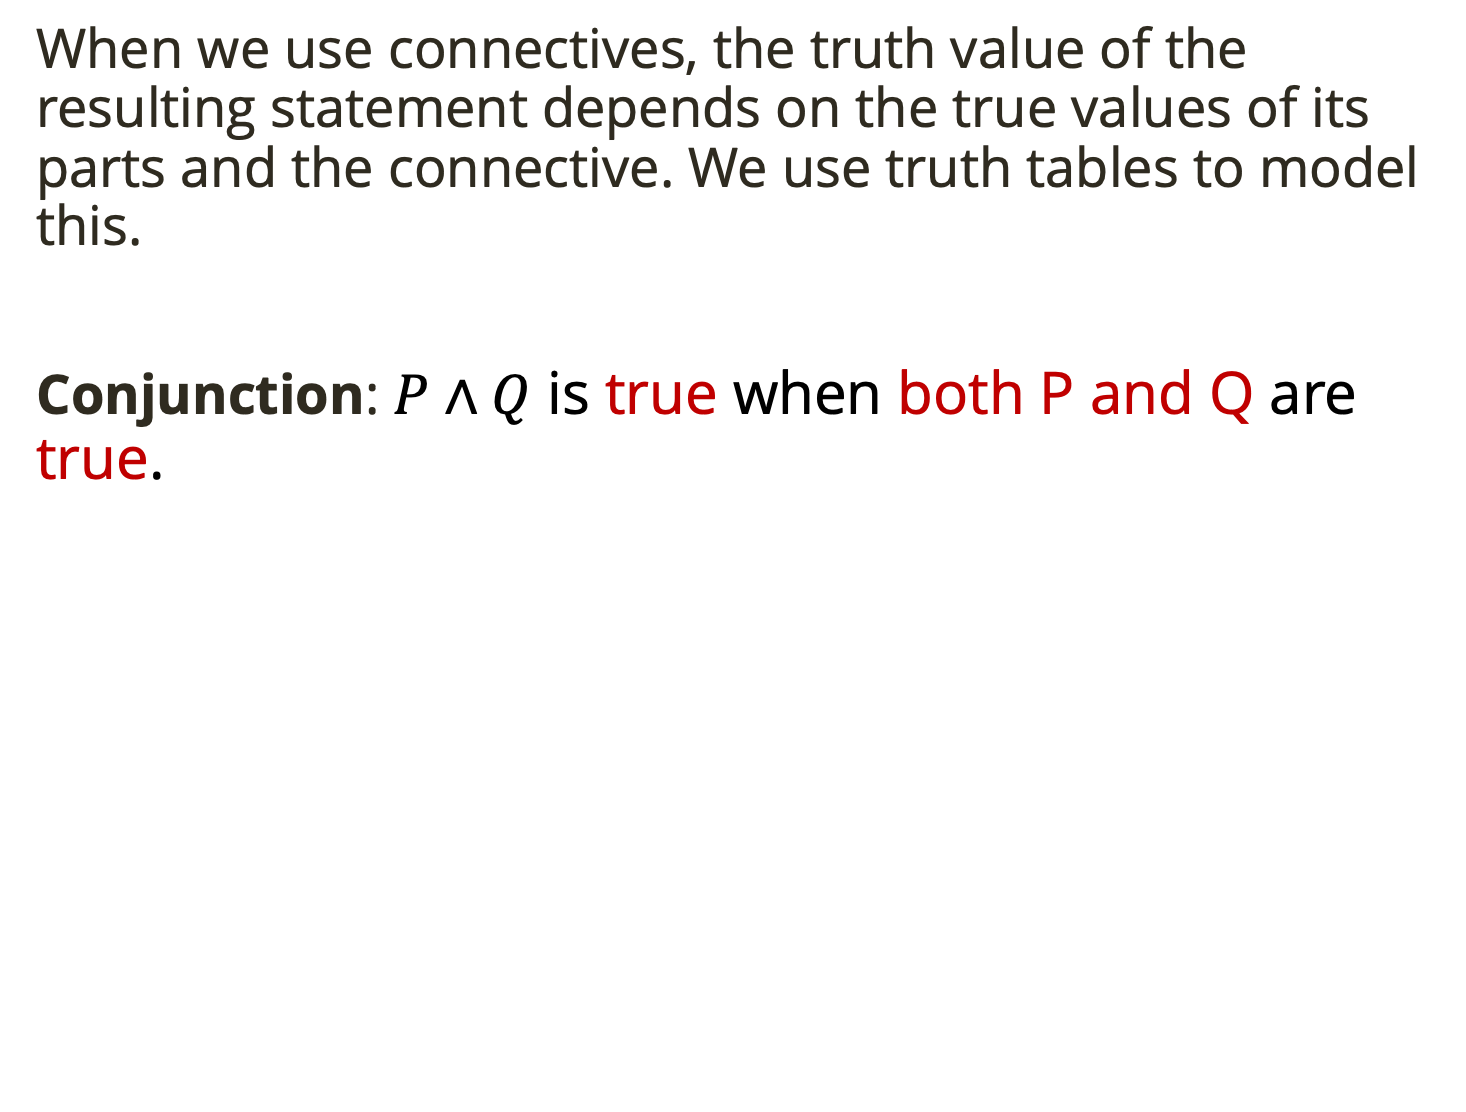 When we use connectives, the truth value of the
resulting statement depends on the true values of its
parts and the connective. We use truth tables to model
this.
Conjunction: 𝑃 ∧ 𝑄 is true when both P and Q are
true.